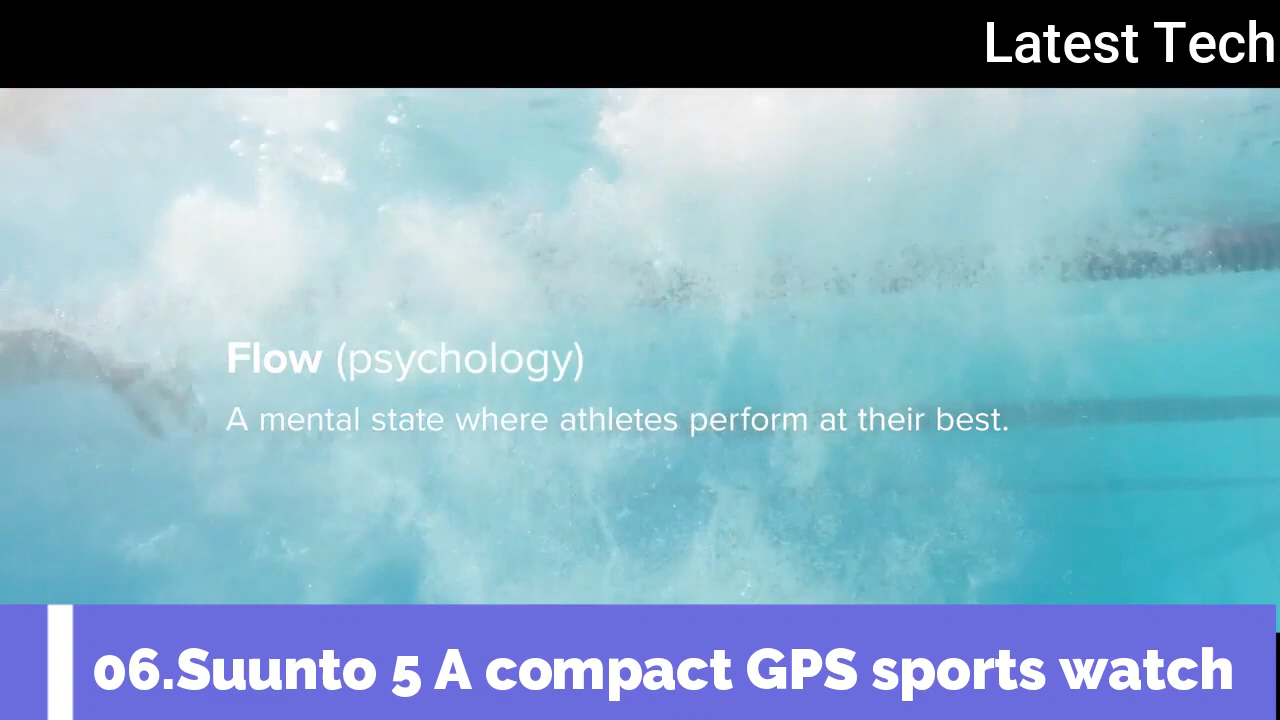 Latest Tech
Flow (psychology)
A mental state where athletes perform at their best.
06.Suunto 5 A compact GPS sports watch